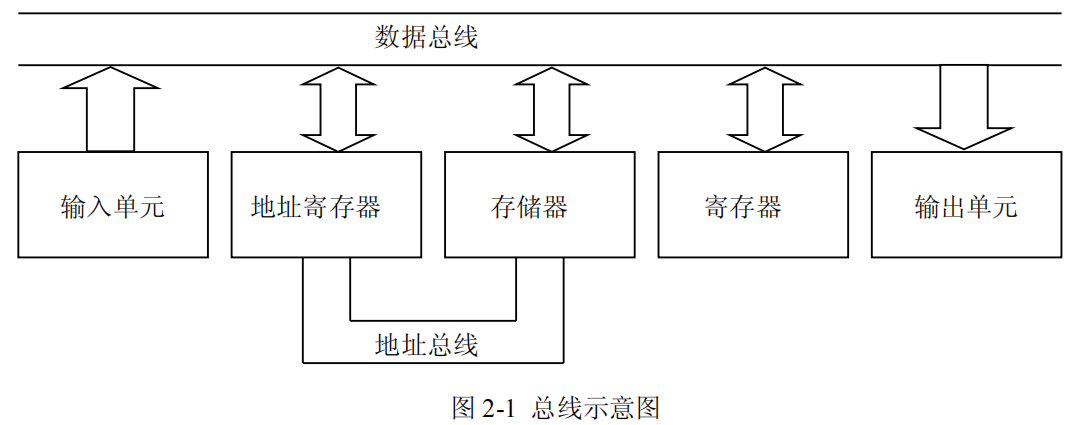 数据总线
输入单元
地址寄存器
存储器
寄存器
输出单元
地址总线
图 2-1 总线示意图